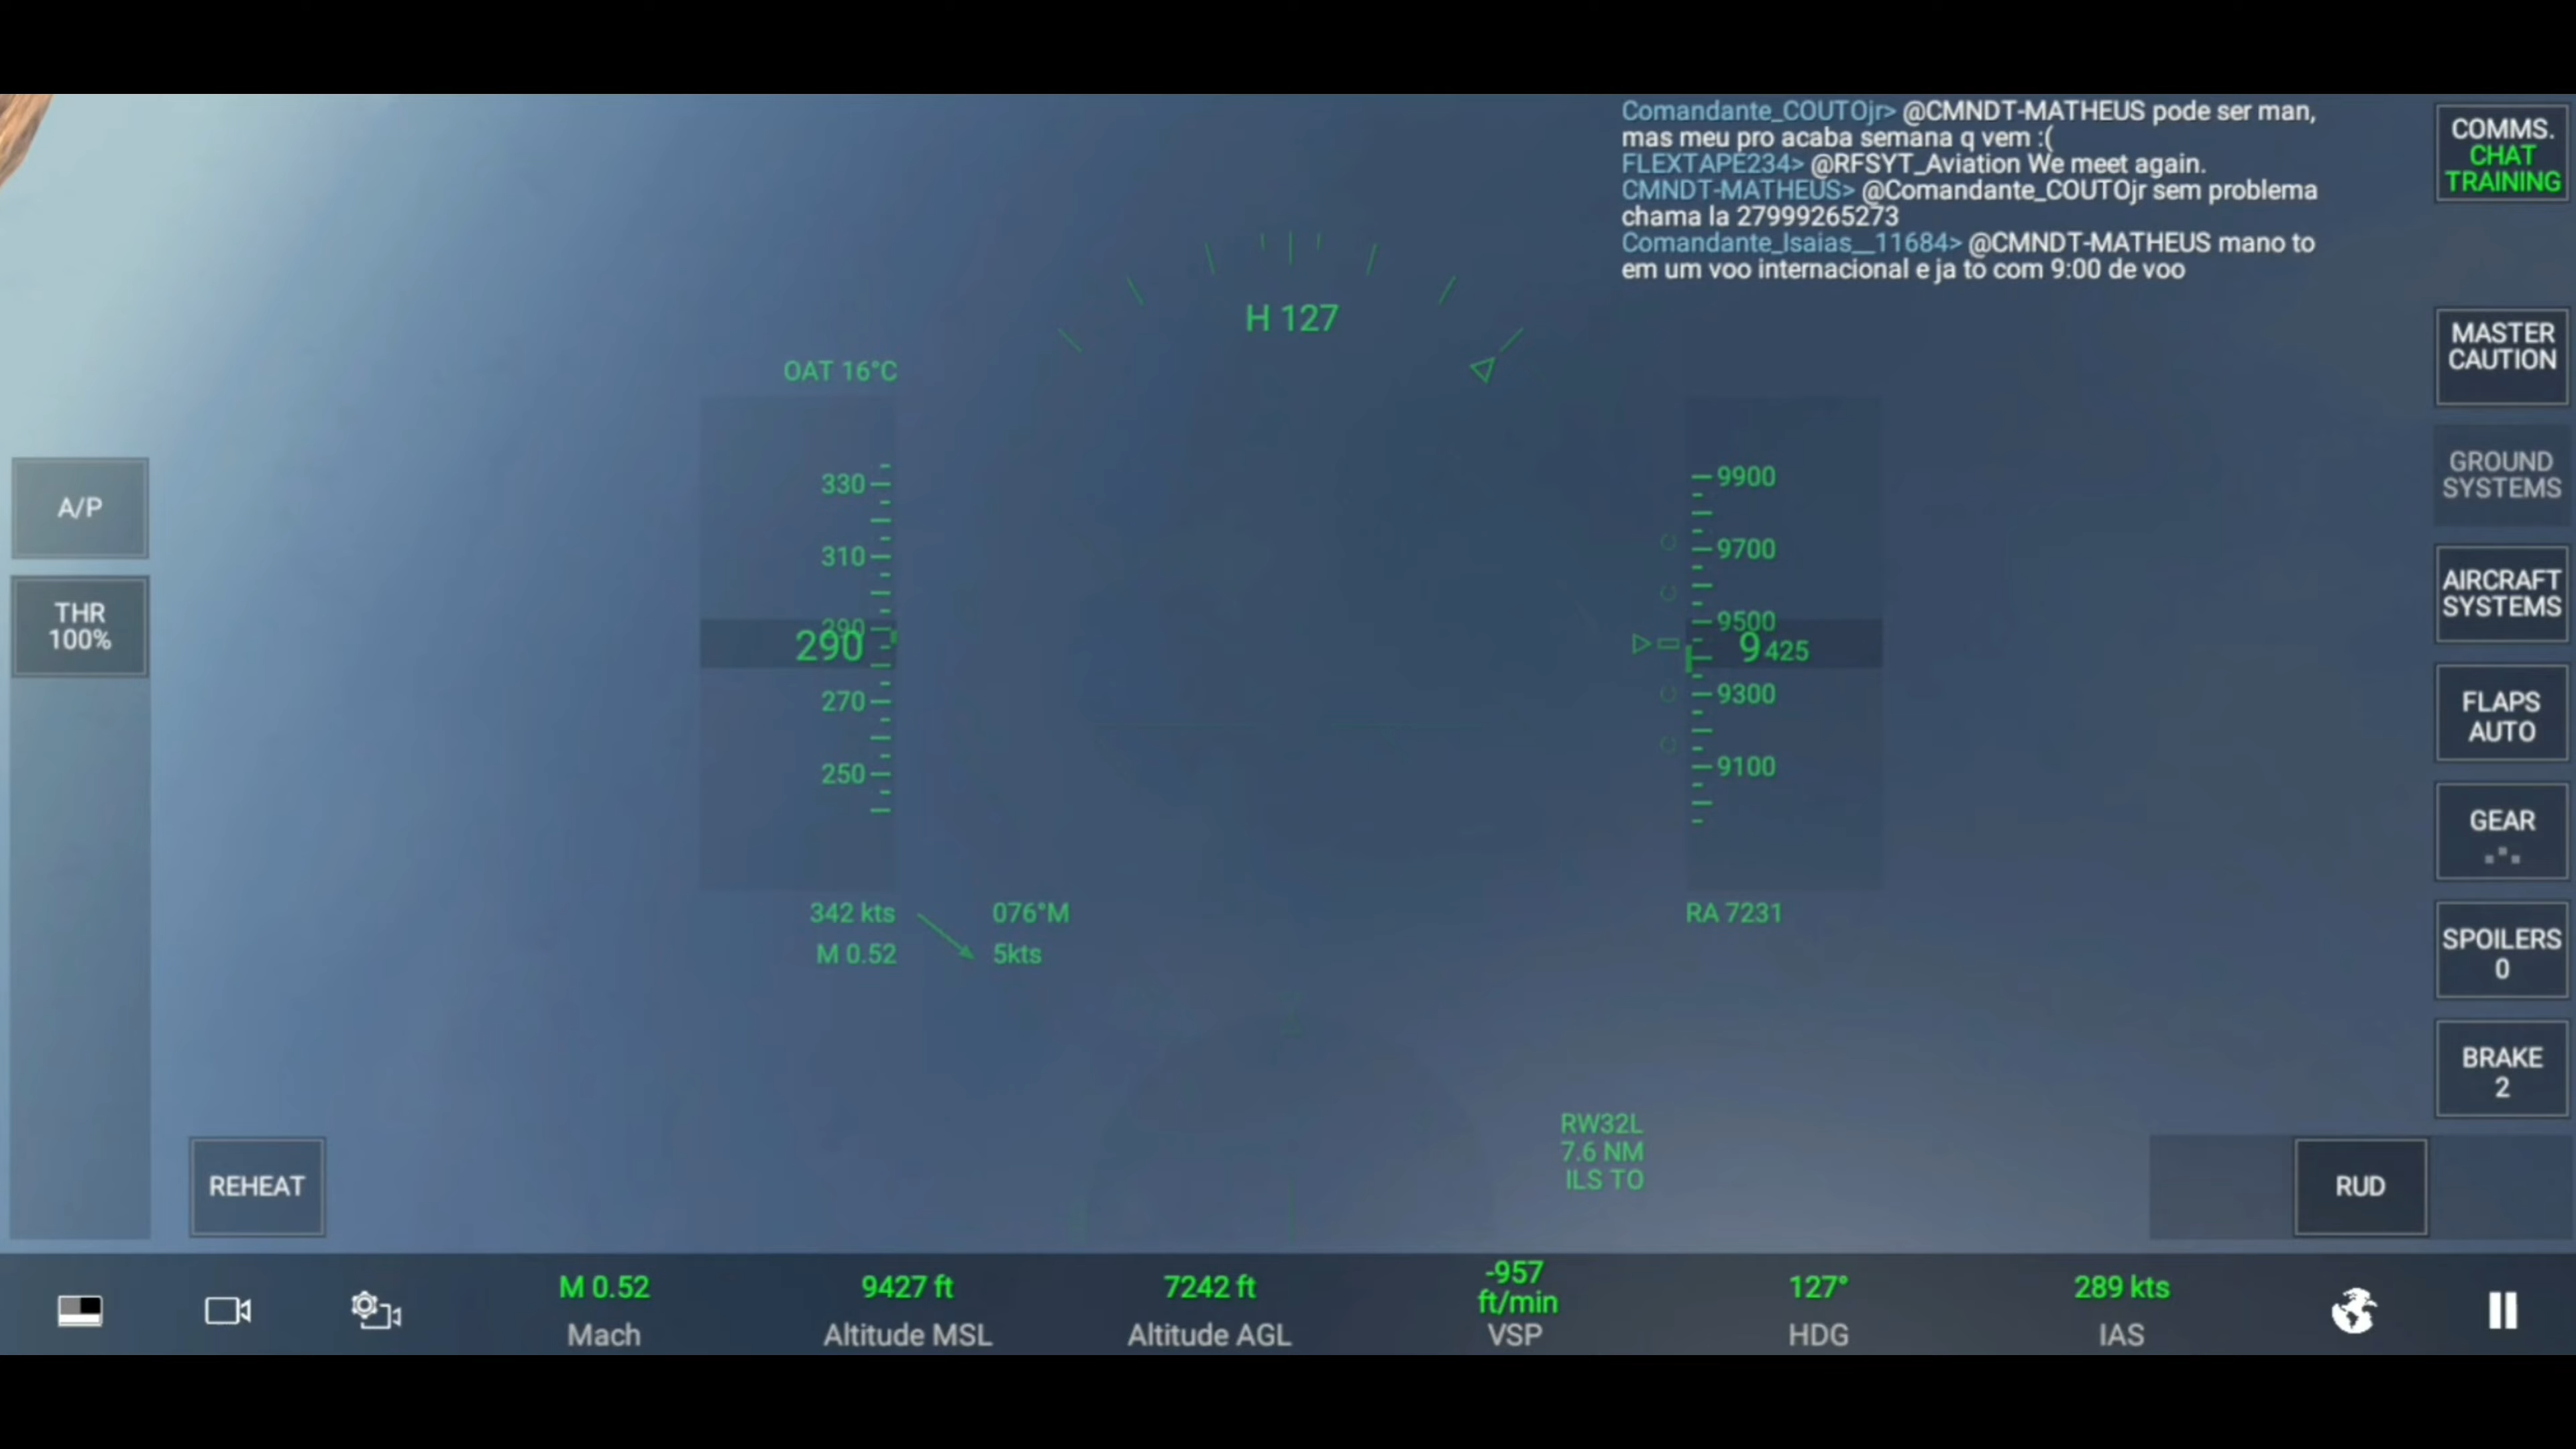 Comandante_COUTOjr> @CMNDT-MATHEUS pode ser man,
mas meu pro acaba semana q vem :(
FLEXTAPE234> @RFSYT_Aviation We meet again.
CMNDT-MATHEUS> @Comandante_COUTOjr sem problema
chama la 27999265273
Comandante_Isaias__11684> @CMNDT-MATHEUS mano to
em um voo internacional e ja to com 9:00 de voo
COMMS.
CHAT
TRAINING
H 127
OAT 16°C
MASTER
CAUTION
GROUND
SYSTEMS
A/P
THR
100%
330
310
290
290
270
250
9900
9700
9500
9 425
9300
9100
AIRCRAFT
SYSTEMS
FLAPS
AUTO
GEAR
342 kts
M 0.52
076°M
5kts
RA 7231
SPOILERS
0
BRAKE
2
RW32L
7.6 NM
ILS TO
REHEAT
RUD
M 0.52
Mach
9427 ft
Altitude MSL
7242 ft
Altitude AGL
-957
ft/min
VSP
127°
HDG
289 kts
IAS